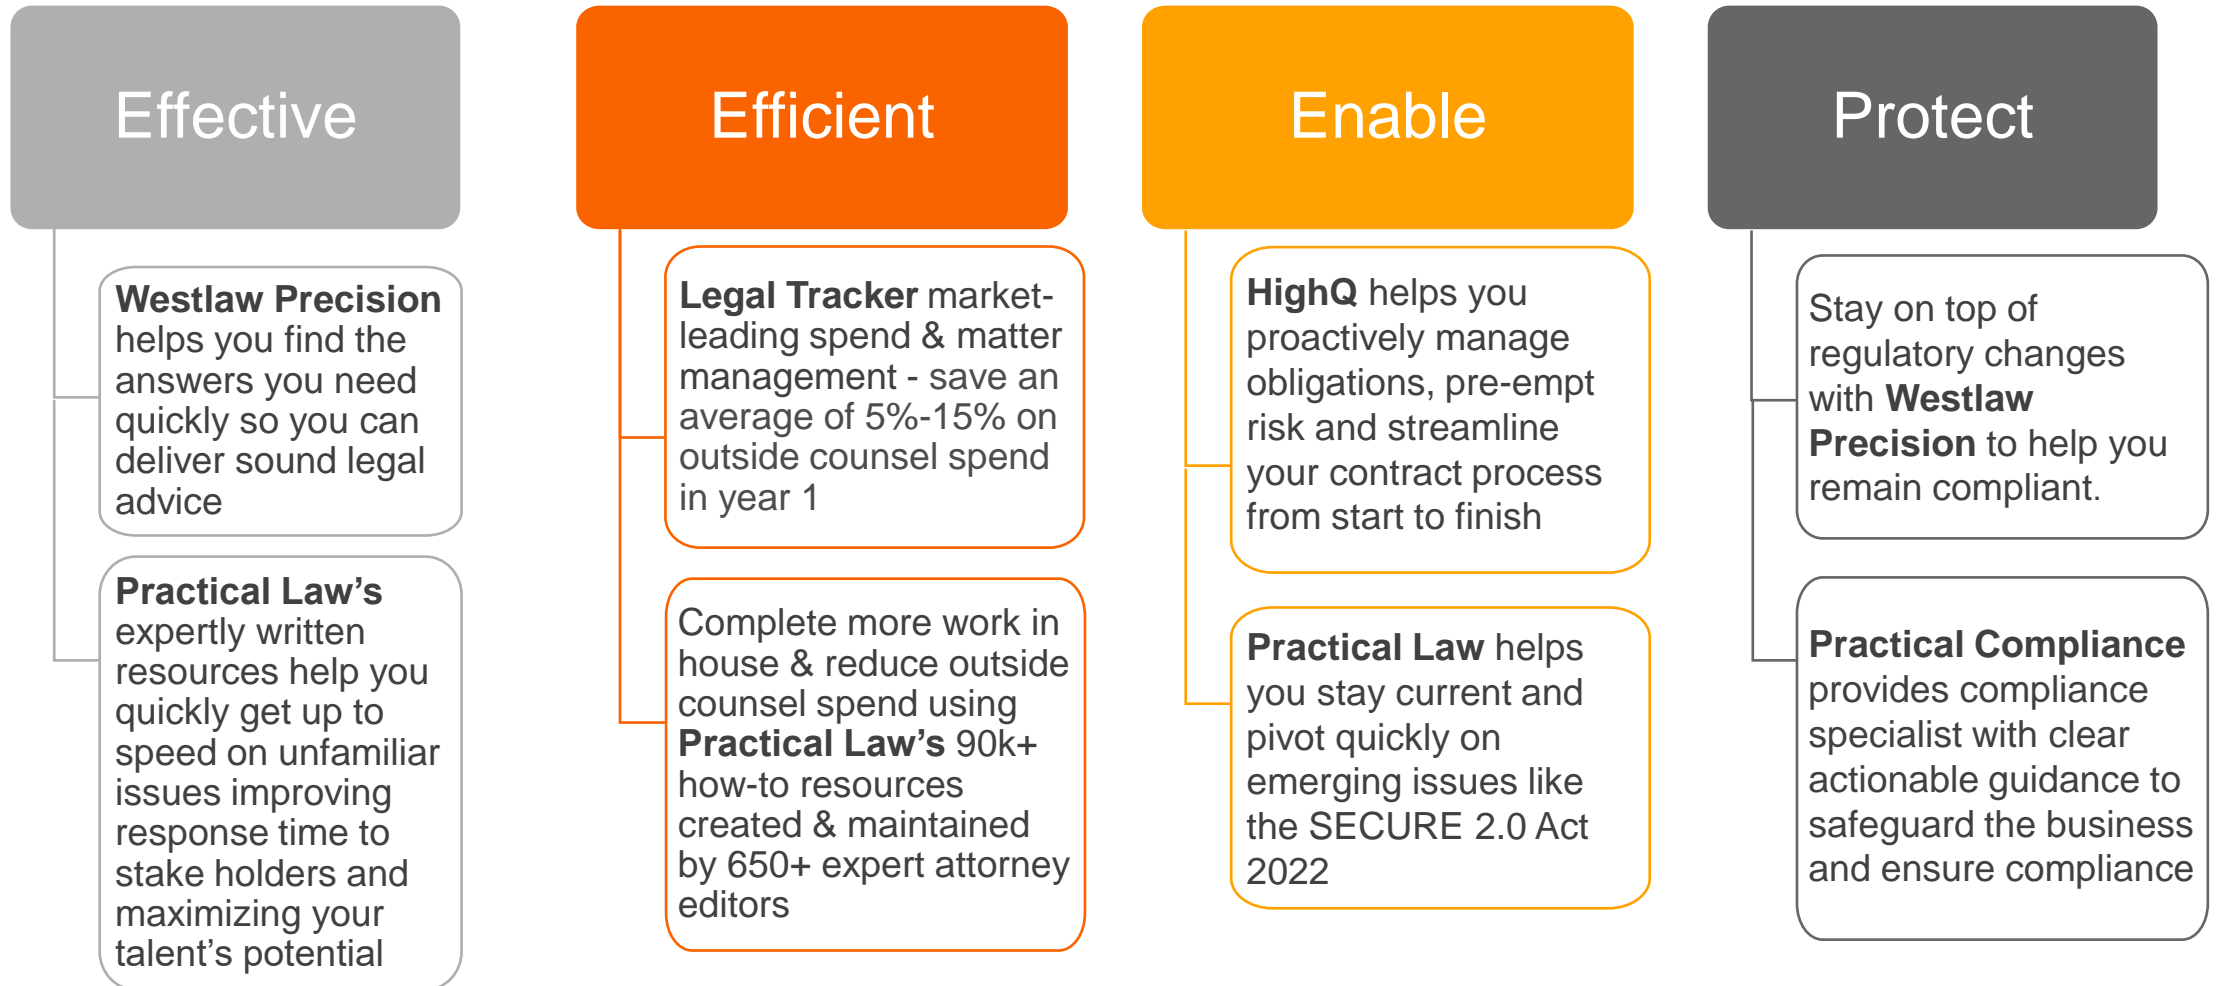 Effective
Westlaw Precision
helps you find the
answers you need
quickly so you can
deliver sound legal
advice
Practical Law’s
expertly written
resources help you
quickly get up to
speed on unfamiliar
issues improving
response time to
stake holders and
maximizing your
talent’s potential
Efficient
Legal Tracker market-
leading spend & matter
management - save an
average of 5%-15% on
outside counsel spend
in year 1
Complete more work in
house & reduce outside
counsel spend using
Practical Law’s 90k+
how-to resources
created & maintained
by 650+ expert attorney
editors
Enable
HighQ helps you
proactively manage
obligations, pre-empt
risk and streamline
your contract process
from start to finish
Practical Law helps
you stay current and
pivot quickly on
emerging issues like
the SECURE 2.0 Act
2022
Protect
Stay on top of
regulatory changes
with Westlaw
Precision to help you
remain compliant.
Practical Compliance
provides compliance
specialist with clear
actionable guidance to
safeguard the business
and ensure compliance